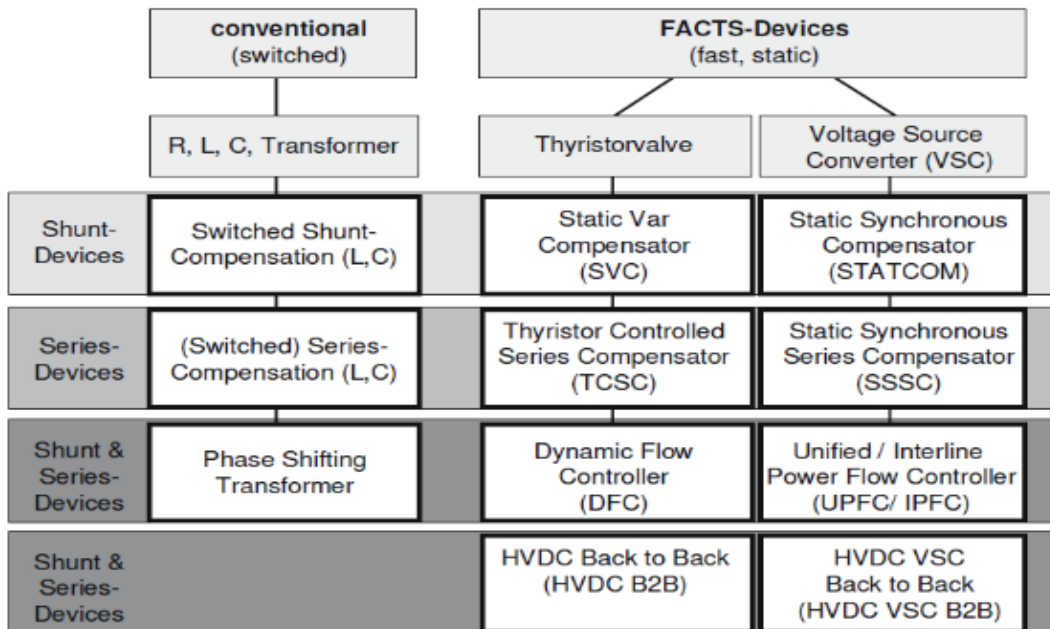 conventional
(switched)
FACTS-Devices
(fast, static)
R, L, C, Transformer
Thyristorvalve
Voltage Source
Converter (VSC)
Shunt-
Devices
Switched Shunt-
Compensation (L,C)
Static Var
Compensator
(SVC)
Static Synchronous
Compensator
(STATCOM)
Series-
Devices
(Switched) Series-
Compensation (L,C)
Thyristor Controlled
Series Compensator
(TCSC)
Static Synchronous
Series Compensator
(SSSC)
Shunt &
Series-
Devices
Phase Shifting
Transformer
Dynamic Flow
Controller
(DFC)
Unified / Interline
Power Flow Controller
(UPFC/ IPFC)
Shunt &
Series-
Devices
HVDC Back to Back
(HVDC B2B)
HVDC VSC
Back to Back
(HVDC VSC B2B)